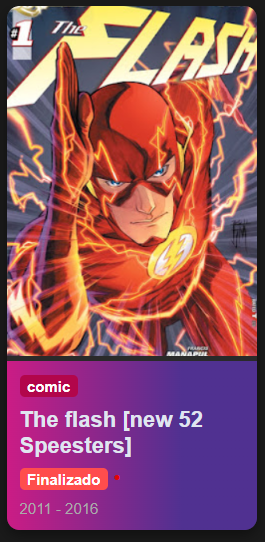 #1
The
FLASH
FRANCIS
MANAPUL
comic
The flash [new 52
Speesters]
Finalizado
2011 - 2016